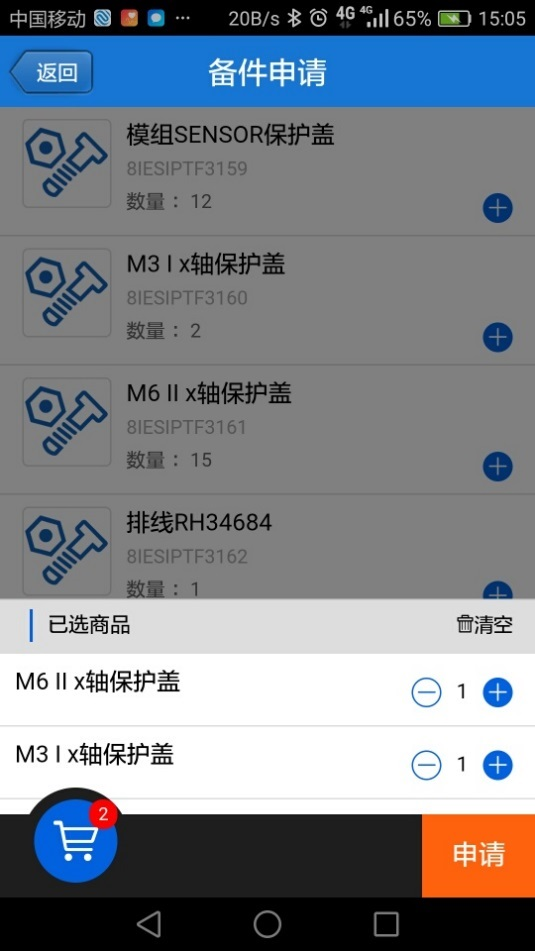 中国移动 ··· 20B/s 4G 4G 65% 15:05
返回 备件申请
模组SENSOR保护盖
8IESIPTF3159
数量： 12
M3 I x轴保护盖
8IESIPTF3160
数量： 2
M6 II x轴保护盖
8IESIPTF3161
数量： 15
排线RH34684
8IESIPTF3162
数量： 1
已选商品 清空
M6 II x轴保护盖 1
M3 I x轴保护盖 1
2
申请